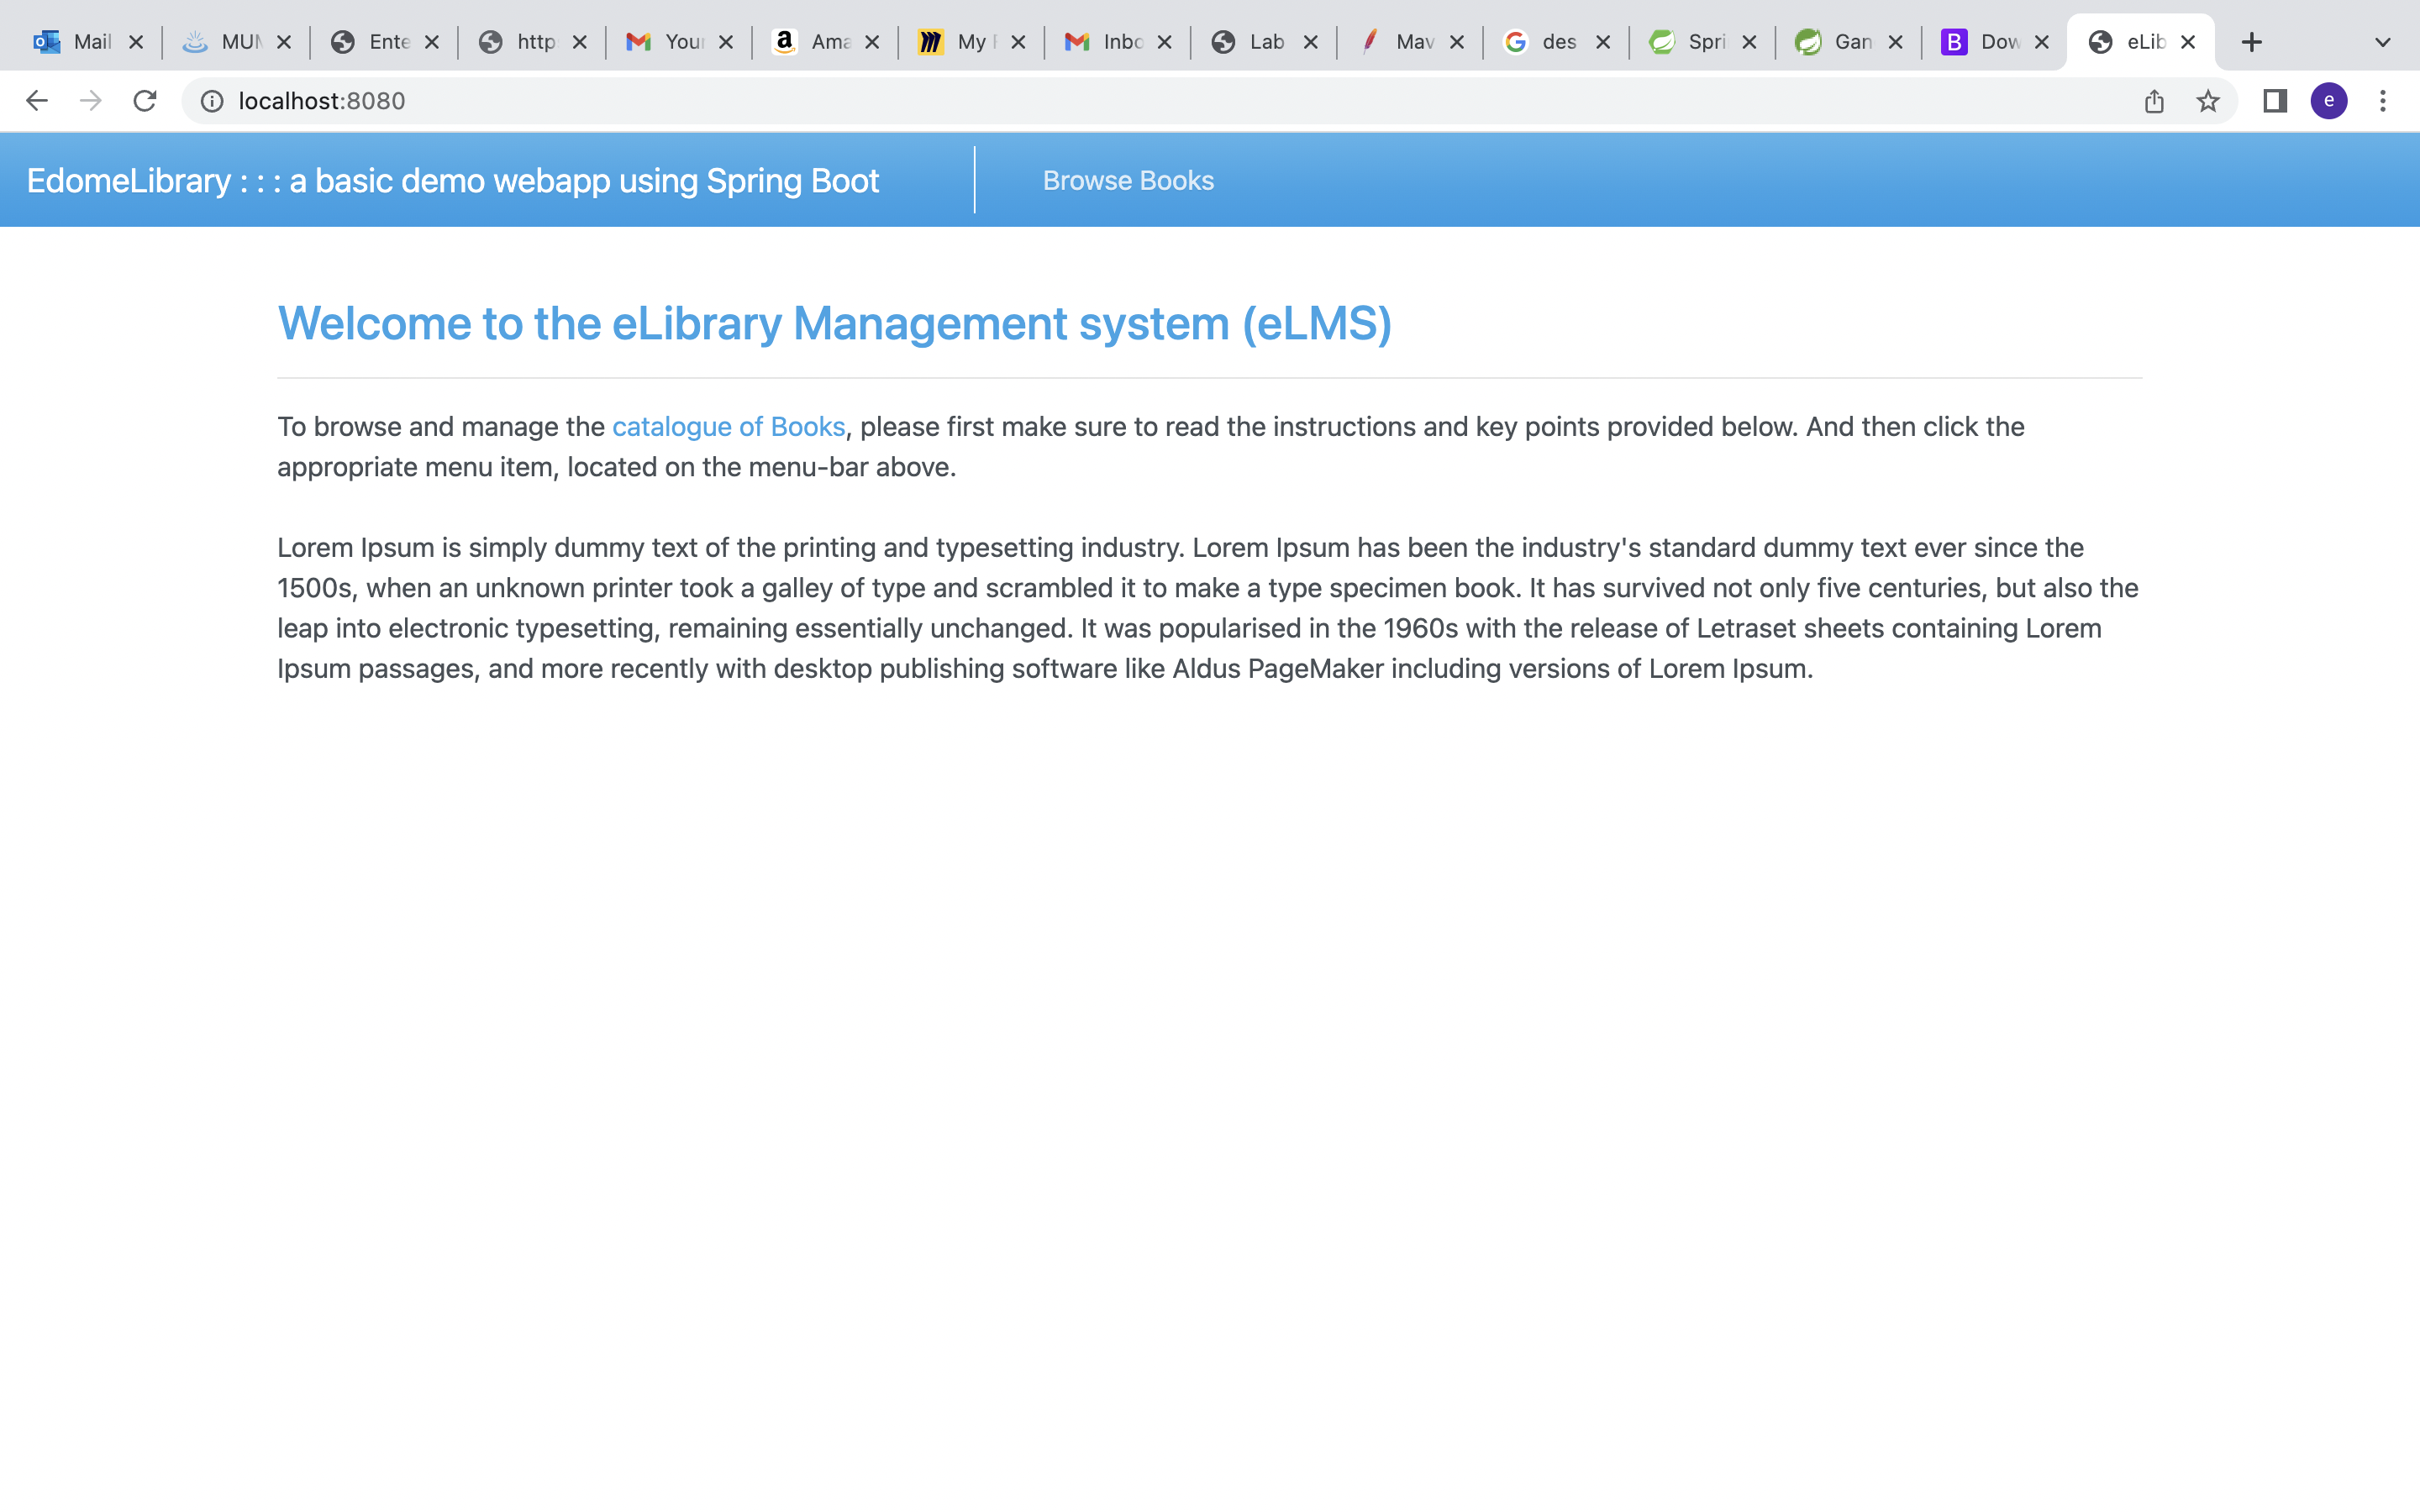 Mail
MUM
Ente
http
Your
Ama
My
Inbo
Lab
Mav
des
Spri
Gan
Dow
eLib
localhost:8080
e
EdomeLibrary : : : a basic demo webapp using Spring Boot
Browse Books
Welcome to the eLibrary Management system (eLMS)
To browse and manage the catalogue of Books, please first make sure to read the instructions and key points provided below. And then click the
appropriate menu item, located on the menu-bar above.
Lorem Ipsum is simply dummy text of the printing and typesetting industry. Lorem Ipsum has been the industry's standard dummy text ever since the
1500s, when an unknown printer took a galley of type and scrambled it to make a type specimen book. It has survived not only five centuries, but also the
leap into electronic typesetting, remaining essentially unchanged. It was popularised in the 1960s with the release of Letraset sheets containing Lorem
Ipsum passages, and more recently with desktop publishing software like Aldus PageMaker including versions of Lorem Ipsum.